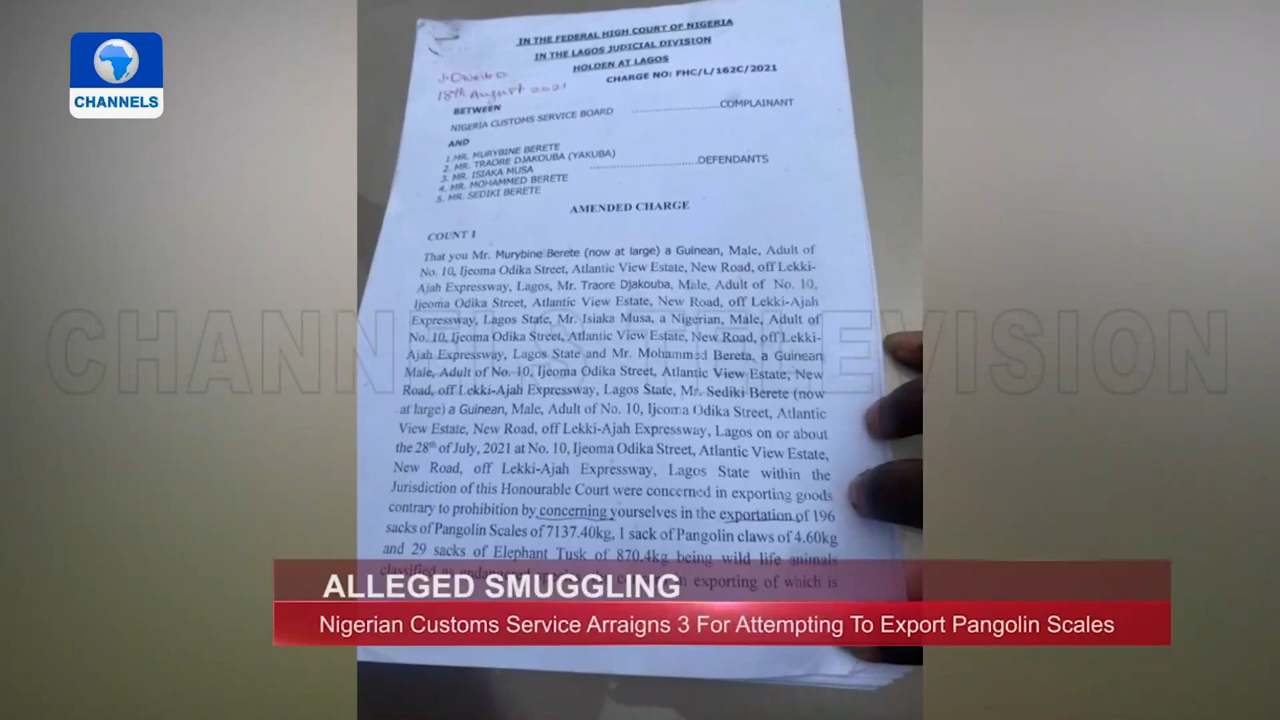 CHANNELS
IN THE FEDERAL HIGH COURT OF NIGERIA
IN THE LAGOS JUDICIAL DIVISION
HOLDEN AT LAGOS
CHARGE NO: FHC/L/162C/2021
18th August 2021
BETWEEN
NIGERIA CUSTOMS SERVICE BOARD ....................COMPLAINANT
AND
1. MR. MURYBINE BERETE
2. MR. TRAORE DJAKOUBA (YAKUBA)
3. MR. ISIAKA MUSA ........................DEFENDANTS
4. MR. MOHAMMED BERETE
5. MR. SEDIKI BERETE
AMENDED CHARGE
COUNT 1
That you Mr. Murybine Berete (now at large) a Guinean, Male, Adult of
No. 10, Ijeoma Odika Street, Atlantic View Estate, New Road, off Lekki-
Ajah Expressway, Lagos, Mr. Traore Djakouba, Male, Adult of No. 10,
Ijeoma Odika Street, Atlantic View Estate, New Road, off Lekki-Ajah
Expressway, Lagos State, Mr. Isiaka Musa, a Nigerian, Male, Adult of
No. 10, Ijeoma Odika Street, Atlantic View Estate, New Road, off Lekki-
Ajah Expressway, Lagos State and Mr. Mohammed Bereta, a Guinean
Male, Adult of No. 10, Ijeoma Odika Street, Atlantic View Estate, New
Road, off Lekki-Ajah Expressway, Lagos State, Mr. Sediki Berete (now
at large) a Guinean, Male, Adult of No. 10, Ijeoma Odika Street, Atlantic
View Estate, New Road, off Lekki-Ajah Expressway, Lagos on or about
the 28th of July, 2021 at No. 10, Ijeoma Odika Street, Atlantic View Estate,
New Road, off Lekki-Ajah Expressway, Lagos State within the
Jurisdiction of this Honourable Court were concerned in exporting goods
contrary to prohibition by concerning yourselves in the exportation of 196
sacks of Pangolin Scales of 7137.40kg, 1 sack of Pangolin claws of 4.60kg
and 29 sacks of Elephant Tusk of 870.4kg being wild life animals
exporting of which is
CHANNELS TELEVISION
ALLEGED SMUGGLING
Nigerian Customs Service Arraigns 3 For Attempting To Export Pangolin Scales